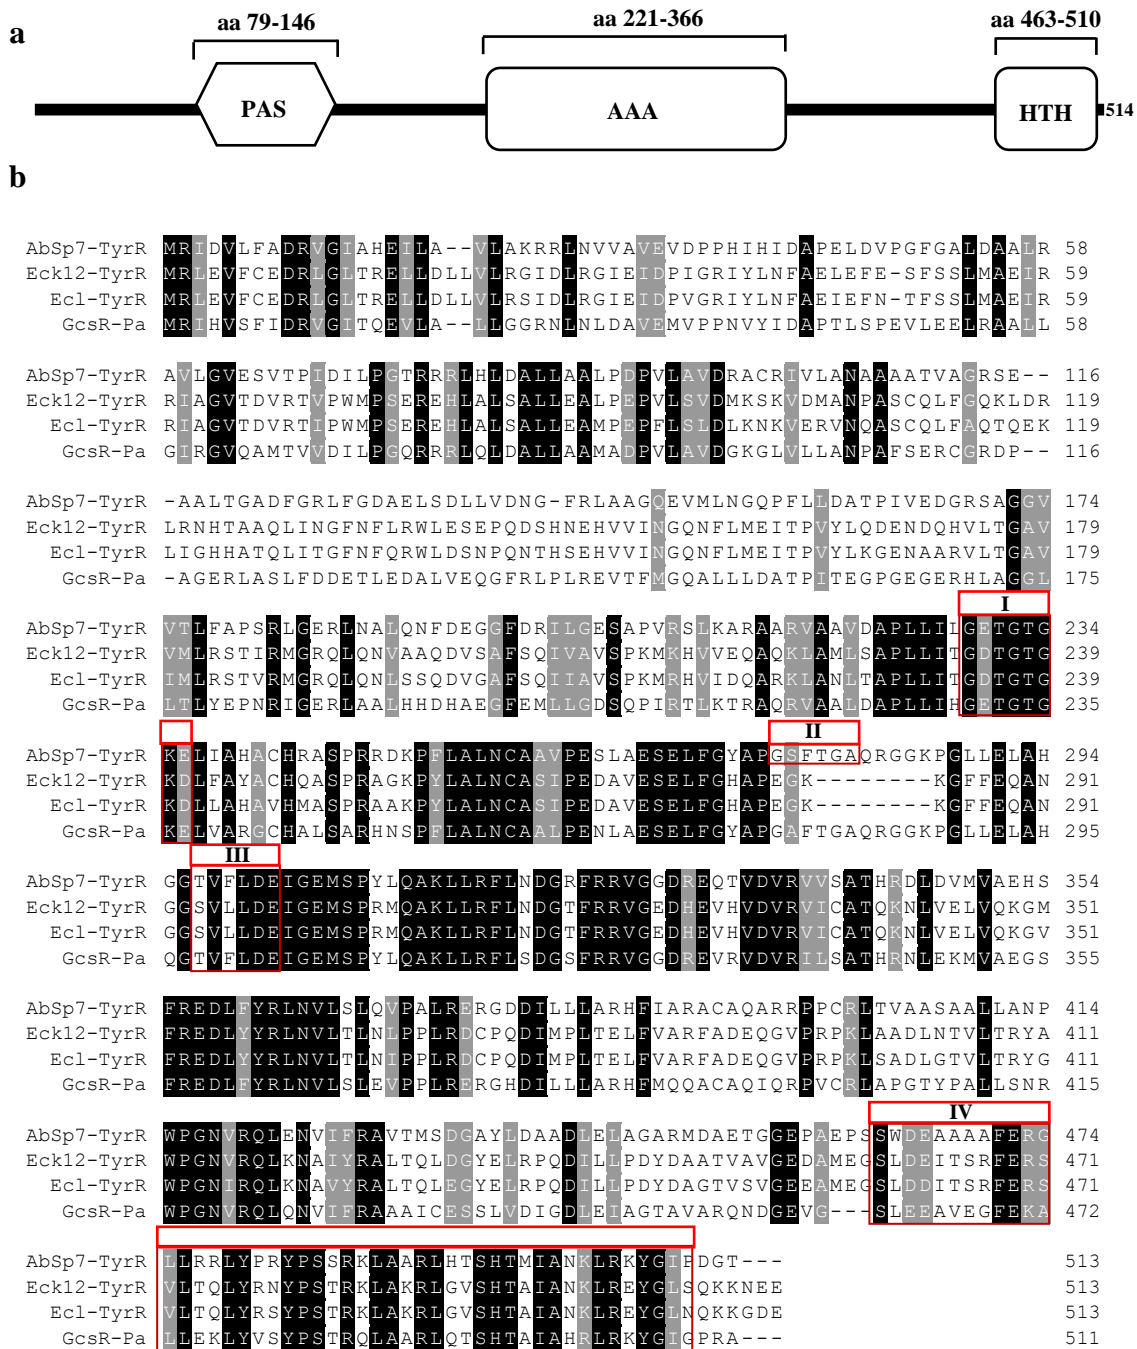 a
aa 79-146 aa 221-366 aa 463-510
PAS AAA HTH 514
b
AbSp7-TyrR MRIDVLFADRVGIAHEILA--VLAKRRLNVVAVEVDPPHIHIDAPELDVPGFGALDAALR 58
Eck12-TyrR MRLEVFCEDRLGLTRELLDLLVLRGIDLRGIEIDPIGRIYLNFAELEFE-SFSSLMAEIR 59
Ecl-TyrR MRLEVFCEDRLGLTRELLDLLVLRSIDLRGIEIDPVGRIYLNFAEIEFN-TFSSLMAEIR 59
GcsR-Pa MRIHVSFIDRVGITQEVLA--LLGGRNLNLDAVEMVPPNVYIDAPTLSPEVLEELRAALL 58
AbSp7-TyrR AVLGVESVTPIDILPGTRRRLHLDALLAALPDPVLAVDRACRIVLANAAAATVAGRSE-- 116
Eck12-TyrR RIAGVTDVRTVPWMPSEREHLALSALLEALPEPVLSVDMKSKVDMANPASCQLFGQKLDR 119
Ecl-TyrR RIAGVTDVRTIPWMPSEREHLALSALLEAMPEPFLSLDLKNKVERVNQASCQLFAQTQEK 119
GcsR-Pa GIRGVQAMTVVDILPGQRRRLQLDALLAAMADPVLAVDGKGLVLLANPAFSERCGRDP-- 116
AbSp7-TyrR -AALTGADFGRLFGDAELSDLLVDNG-FRLAAGQEVMLNGQPFLLDATPIVEDGRSAGGV 174
Eck12-TyrR LRNHTAAQLINGFNFLRWLESEPQDSHNEHVVINGQNFLMEITPVYLQDENDQHVLTGAV 179
Ecl-TyrR LIGHHATQLITGFNFQRWLDSNPQNTHSEHVVINGQNFLMEITPVYLKGENAARVLTGAV 179
GcsR-Pa -AGERLASLFDDETLEDALVEQGFRLPLREVTFMGQALLLDATPITEGPGEGERHLAGGL 175
I
AbSp7-TyrR VTLFAPSRLGERLNALQNFDEGGFDRILGESAPVRSLKARAARVAAVDAPLLILGETGTG 234
Eck12-TyrR VMLRSTIRMGRQLQNVAAQDVSAFSQIVAVSPKMKHVVEQAQKLAMLSAPLLITGDTGTG 239
Ecl-TyrR IMLRSTVRMGRQLQNLSSQDVGAFSQIIAVSPKMRHVIDQARKLANLTAPLLITGDTGTG 239
GcsR-Pa LTLYEPNRIGERLAALHHDHAEGFEMLLGDSQPIRTLKTRAQRVAALDAPLLIHGETGTG 235
II
AbSp7-TyrR KELIAHACHRASPRRDKPFLALNCAAVPESLAESELFGYAPGSFTGAQRGGKPGLLELAH 294
Eck12-TyrR KDLFAYACHQASPRAGKPYLALNCASIPEDAVESELFGHAPEGK--------KGFFEQAN 291
Ecl-TyrR KDLLAHAVHMASPRAAKPYLALNCASIPEDAVESELFGHAPEGK--------KGFFEQAN 291
GcsR-Pa KELVARGCHALSARHNSPFLALNCAALPENLAESELFGYAPGAFTGAQRGGKPGLLELAH 295
III
AbSp7-TyrR GGTVFLDEIGEMSPYLQAKLLRFLNDGRFRRVGGDREQTVDVRVVSATHRDLDVMVAEHS 354
Eck12-TyrR GGSVLLDEIGEMSPRMQAKLLRFLNDGTFRRVGEDHEVHVDVRVICATQKNLVELVQKGM 351
Ecl-TyrR GGSVLLDEIGEMSPRMQAKLLRFLNDGTFRRVGEDHEVHVDVRVICATQKNLVELVQKGV 351
GcsR-Pa QGTVFLDEIGEMSPYLQAKLLRFLSDGSFRRVGGDREVRVDVRILSATHRNLEKMVAEGS 355
AbSp7-TyrR FREDLFYRLNVLSLQVPALRERGDDILLLARHFIARACAQARRPPCRLTVAASAALLANP 414
Eck12-TyrR FREDLYYRLNVLTLNLPPLRDCPQDIMPLTELFVARFADEQGVPRPKLAADLNTVLTRYA 411
Ecl-TyrR FREDLYYRLNVLTLNIPPLRDCPQDIMPLTELFVARFADEQGVPRPKLSADLGTVLTRYG 411
GcsR-Pa FREDLFYRLNVLSLEVPPLRERGHDILLLARHFMQQACAQIQRPVCRLAPGTYPALLSNR 415
IV
AbSp7-TyrR WPGNVRQLENVIFRAVTMSDGAYLDAADLELAGARMDAETGGEPAEPSSWDEAAAAFERG 474
Eck12-TyrR WPGNVRQLKNAIYRALTQLDGYELRPQDILLPDYDAATVAVGEDAMEGSLDEITSRFERS 471
Ecl-TyrR WPGNIRQLKNAVYRALTQLEGYELRPQDILLPDYDAGTVSVGEEAMEGSLDDITSRFERS 471
GcsR-Pa WPGNVRQLQNVIFRAAAICESSLVDIGDLEIAGTAVARQNDGEVG---SLEEAVEGFEKA 472
AbSp7-TyrR LLRRLYPRYPSSRKLAARLHTSHTMIANKLRKYGIPDGT--- 513
Eck12-TyrR VLTQLYRNYPSTRKLAKRLGVSHTAIANKLREYGLSQKKNEE 513
Ecl-TyrR VLTQLYRSYPSTRKLAKRLGVSHTAIANKLREYGLNQKKGDE 513
GcsR-Pa LLEKLYVSYPSTRQLAARLQTSHTAIAHRLRKYGIGPRA--- 511